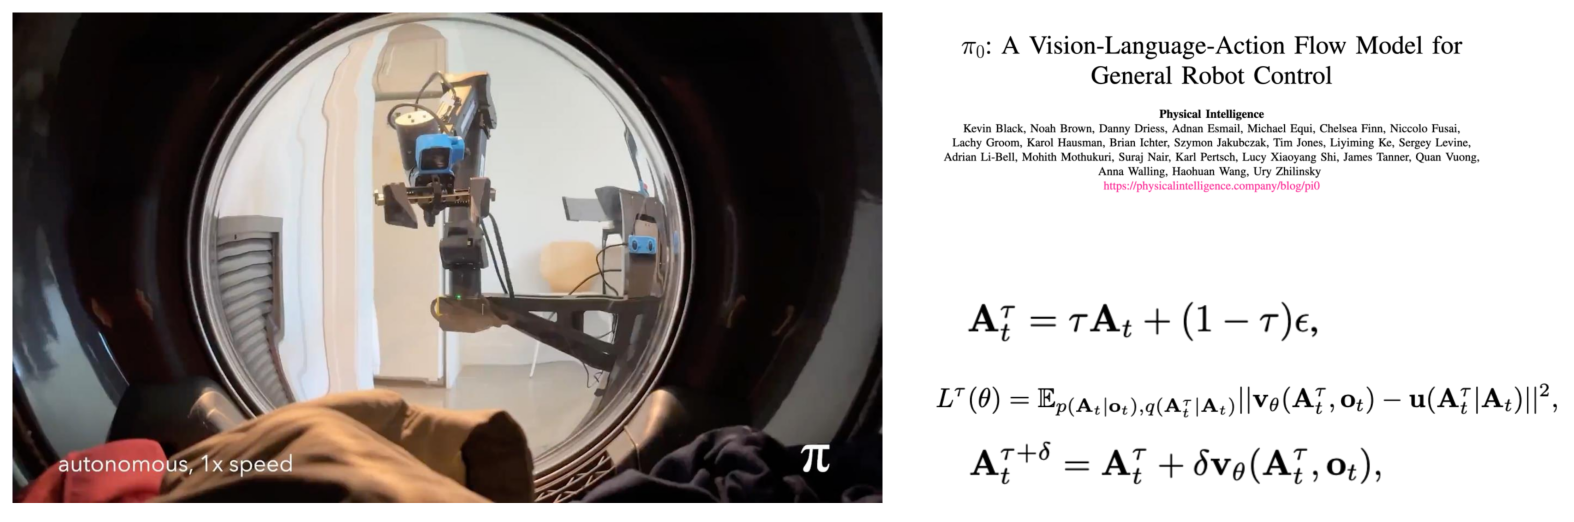 autonomous, 1x speed
π
π₀: A Vision-Language-Action Flow Model for
General Robot Control
Physical Intelligence
Kevin Black, Noah Brown, Danny Driess, Adnan Esmail, Michael Equi, Chelsea Finn, Niccolo Fusai,
Lachy Groom, Karol Hausman, Brian Ichter, Szymon Jakubczak, Tim Jones, Liyiming Ke, Sergey Levine,
Adrian Li-Bell, Mohith Mothukuri, Suraj Nair, Karl Pertsch, Lucy Xiaoyang Shi, James Tanner, Quan Vuong,
Anna Walling, Haohuan Wang, Ury Zhilinsky
https://physicalintelligence.company/blog/pi0
$\mathbf{A}_t^\tau = \tau\mathbf{A}_t + (1 - \tau)\epsilon,$
$L^\tau(\theta) = \mathbb{E}_{p(\mathbf{A}_t|\mathbf{o}_t),q(\mathbf{A}_t^\tau|\mathbf{A}_t)}||\mathbf{v}_\theta(\mathbf{A}_t^\tau, \mathbf{o}_t) - \mathbf{u}(\mathbf{A}_t^\tau|\mathbf{A}_t)||^2,$
$\mathbf{A}_t^{\tau+\delta} = \mathbf{A}_t^\tau + \delta\mathbf{v}_\theta(\mathbf{A}_t^\tau, \mathbf{o}_t),$